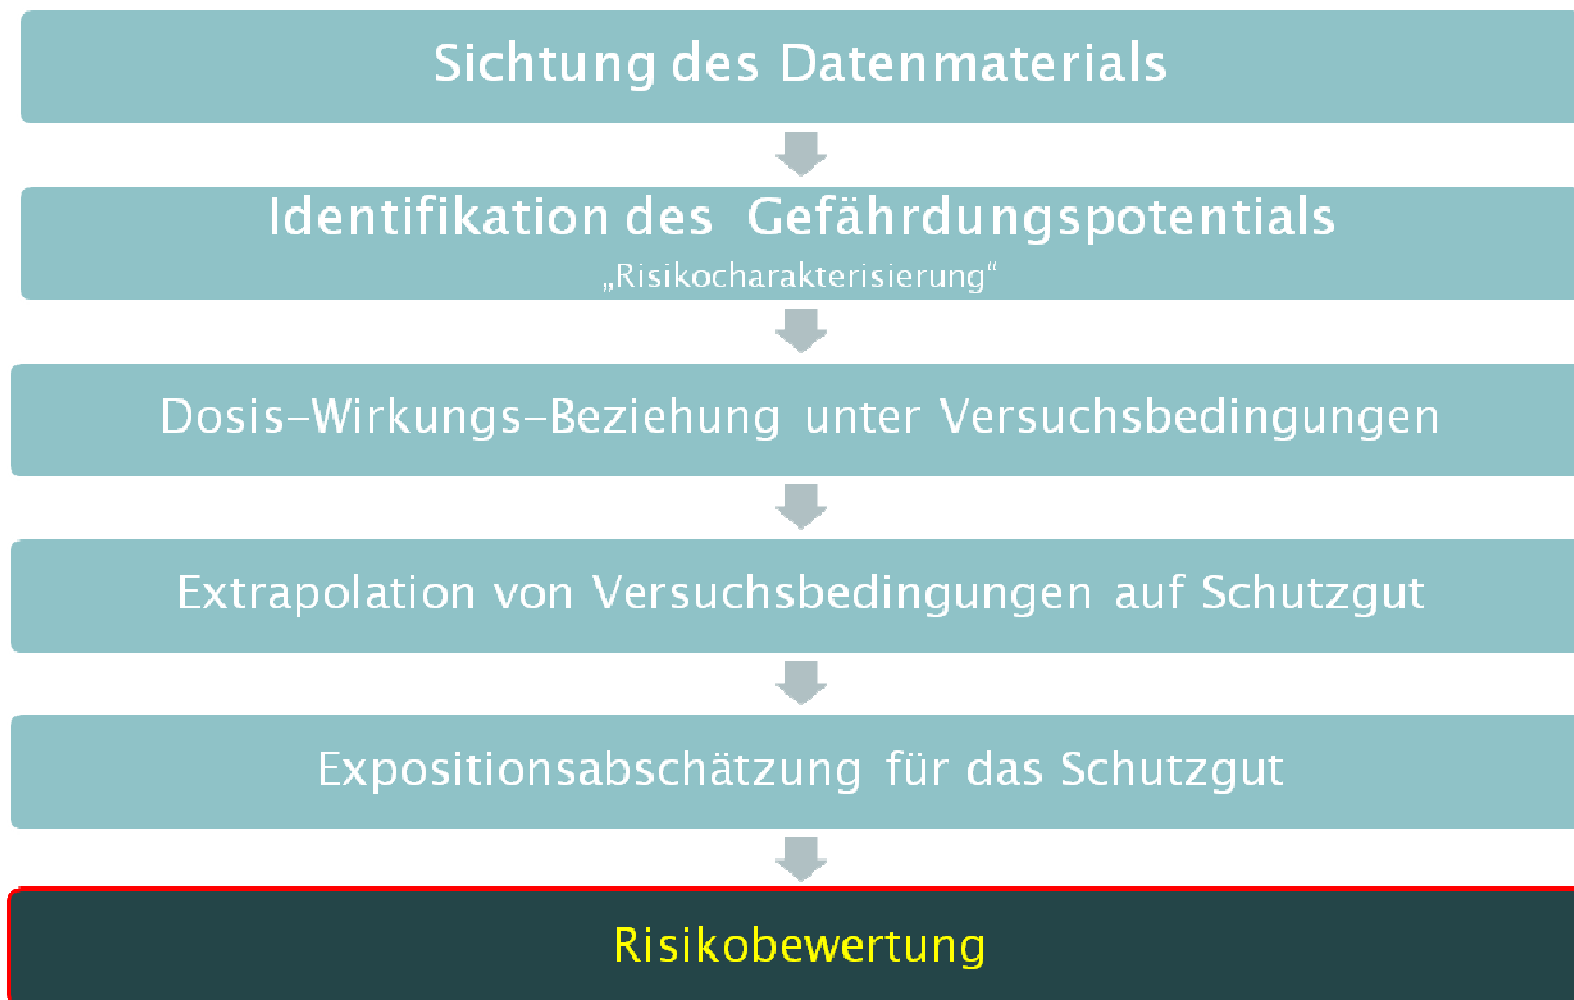 Sichtung des Datenmaterials
Identifikation des Gefährdungspotentials
„Risikocharakterisierung“
Dosis-Wirkungs-Beziehung unter Versuchsbedingungen
Extrapolation von Versuchsbedingungen auf Schutzgut
Expositionsabschätzung für das Schutzgut
Risikobewertung